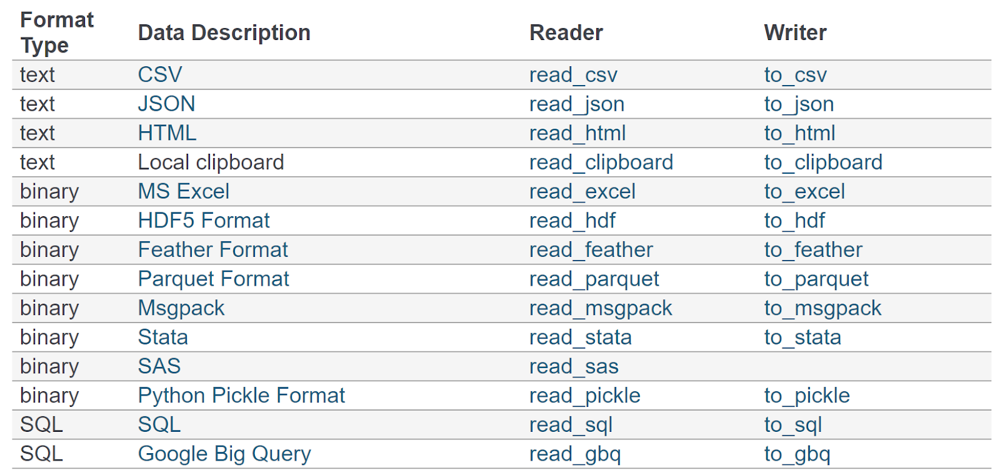 Format Type Data Description Reader Writer
text CSV read_csv to_csv
text JSON read_json to_json
text HTML read_html to_html
text Local clipboard read_clipboard to_clipboard
binary MS Excel read_excel to_excel
binary HDF5 Format read_hdf to_hdf
binary Feather Format read_feather to_feather
binary Parquet Format read_parquet to_parquet
binary Msgpack read_msgpack to_msgpack
binary Stata read_stata to_stata
binary SAS read_sas
binary Python Pickle Format read_pickle to_pickle
SQL SQL read_sql to_sql
SQL Google Big Query read_gbq to_gbq